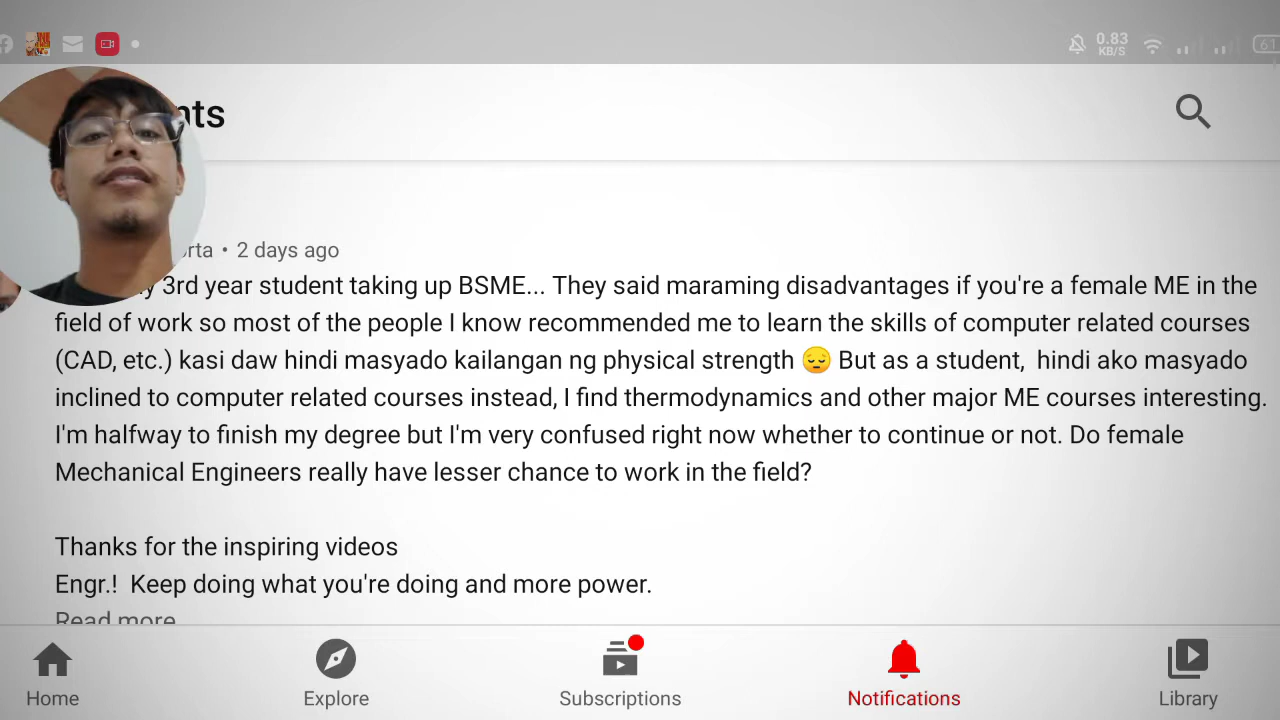 0.83
KB/S
61
nts
rta • 2 days ago
y 3rd year student taking up BSME... They said maraming disadvantages if you're a female ME in the
field of work so most of the people I know recommended me to learn the skills of computer related courses
(CAD, etc.) kasi daw hindi masyado kailangan ng physical strength 😔 But as a student, hindi ako masyado
inclined to computer related courses instead, I find thermodynamics and other major ME courses interesting.
I'm halfway to finish my degree but I'm very confused right now whether to continue or not. Do female
Mechanical Engineers really have lesser chance to work in the field?
Thanks for the inspiring videos
Engr.! Keep doing what you're doing and more power.
Read more
Home
Explore
Subscriptions
Notifications
Library